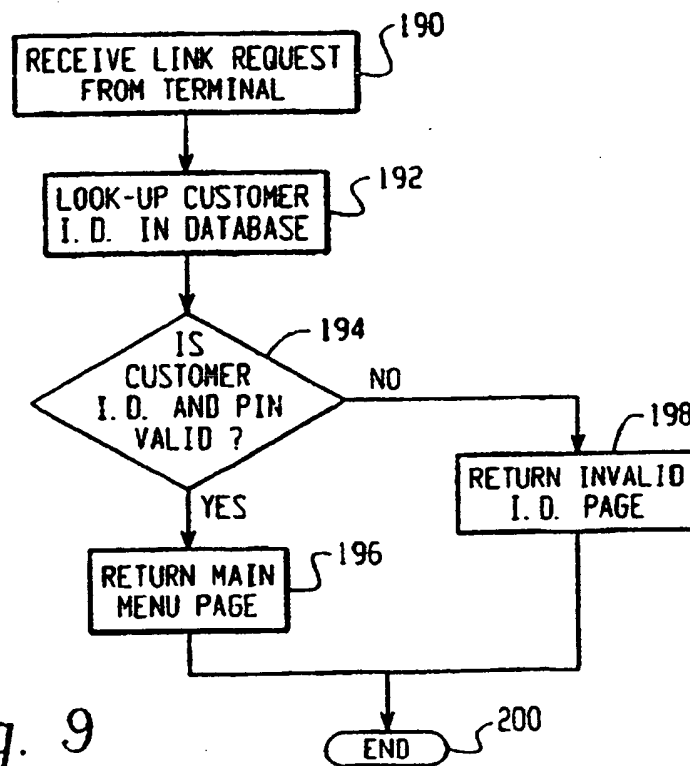 190
RECEIVE LINK REQUEST
FROM TERMINAL
192
LOOK-UP CUSTOMER
I. D. IN DATABASE
194
IS
CUSTOMER
I. D. AND PIN
VALID ?
NO
198
RETURN INVALID
I. D. PAGE
YES
196
RETURN MAIN
MENU PAGE
200
END
g. 9